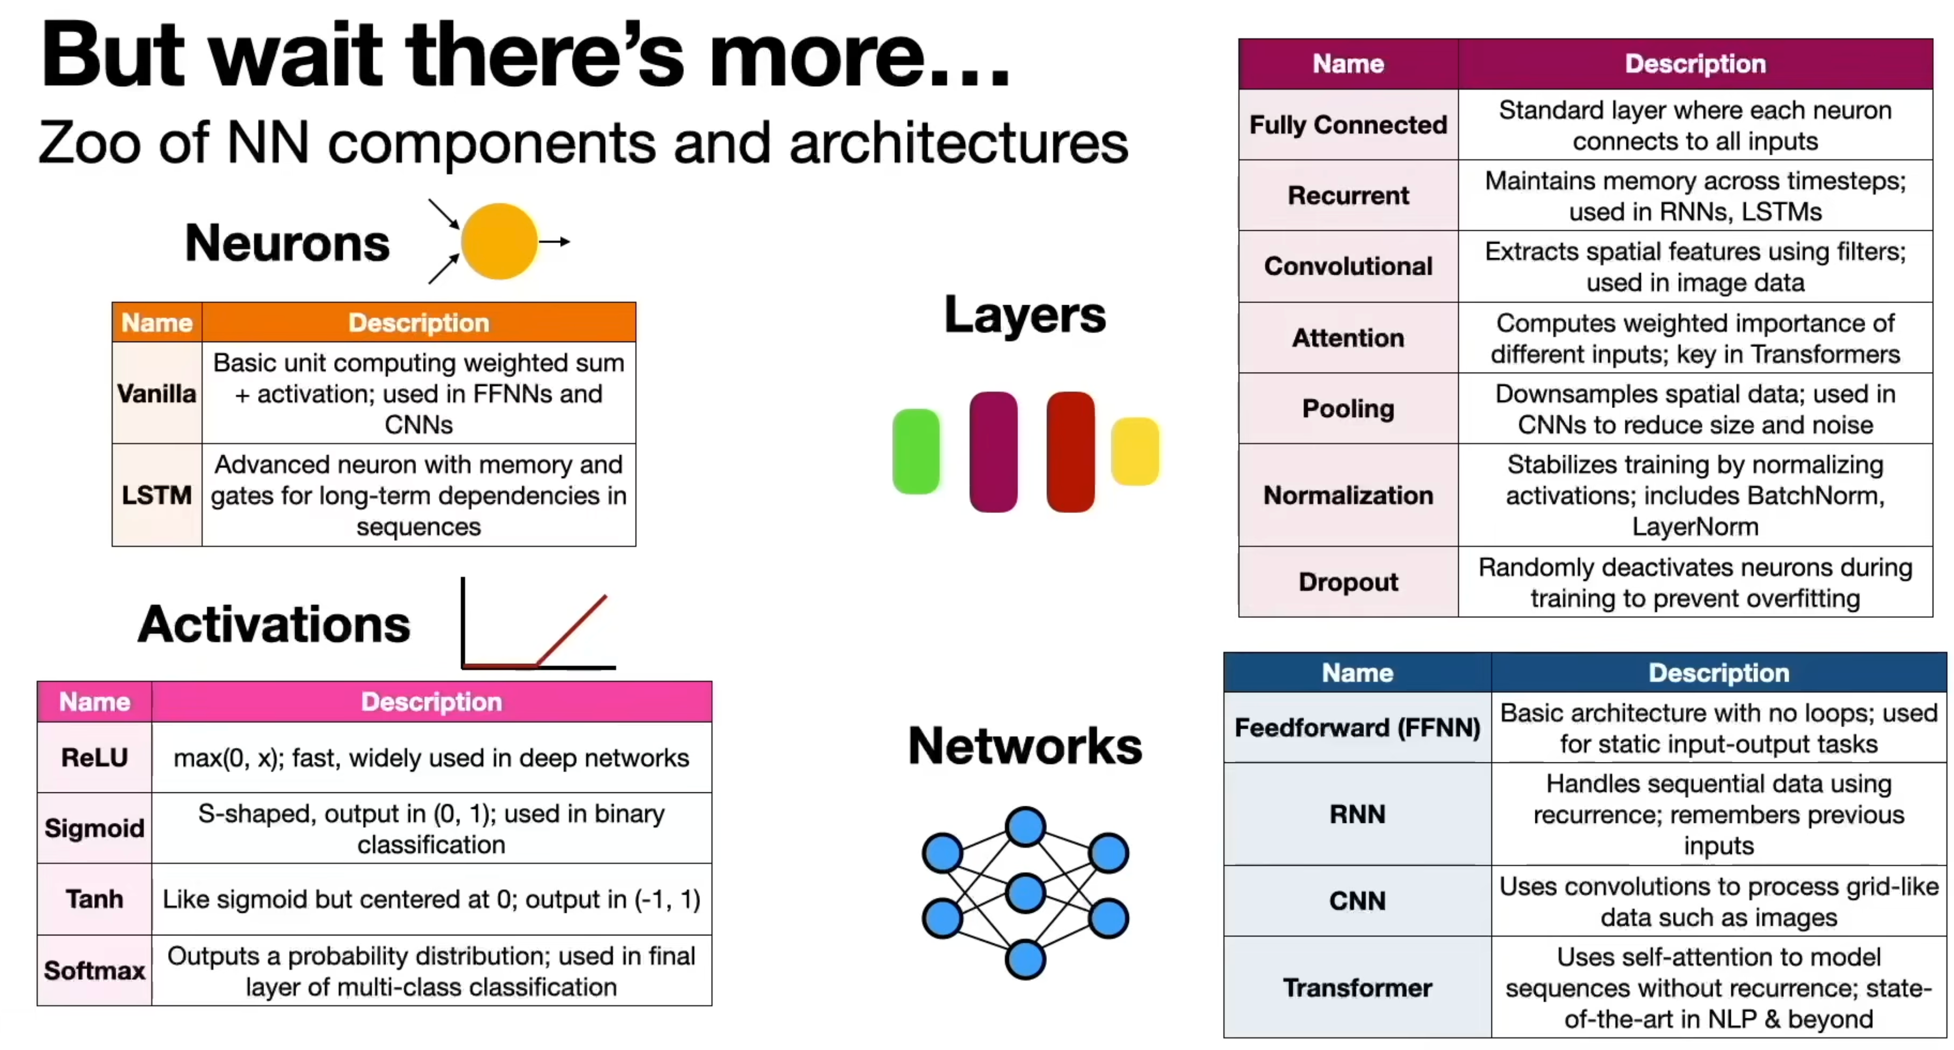 But wait there's more...
Zoo of NN components and architectures
Neurons
Name Description
Vanilla
Basic unit computing weighted sum
+ activation; used in FFNNs and
CNNs
LSTM
Advanced neuron with memory and
gates for long-term dependencies in
sequences
Activations
Name Description
ReLU
max(0, x); fast, widely used in deep networks
Sigmoid
S-shaped, output in (0, 1); used in binary
classification
Tanh
Like sigmoid but centered at 0; output in (-1, 1)
Softmax
Outputs a probability distribution; used in final
layer of multi-class classification
Layers
Name Description
Fully Connected
Standard layer where each neuron
connects to all inputs
Recurrent
Maintains memory across timesteps;
used in RNNs, LSTMs
Convolutional
Extracts spatial features using filters;
used in image data
Attention
Computes weighted importance of
different inputs; key in Transformers
Pooling
Downsamples spatial data; used in
CNNs to reduce size and noise
Normalization
Stabilizes training by normalizing
activations; includes BatchNorm,
LayerNorm
Dropout
Randomly deactivates neurons during
training to prevent overfitting
Networks
Name Description
Feedforward (FFNN)
Basic architecture with no loops; used
for static input-output tasks
RNN
Handles sequential data using
recurrence; remembers previous
inputs
CNN
Uses convolutions to process grid-like
data such as images
Transformer
Uses self-attention to model
sequences without recurrence; state-
of-the-art in NLP & beyond